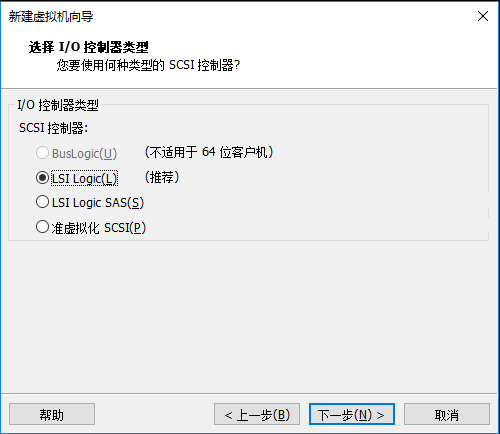 新建虚拟机向导
选择 I/O 控制器类型
您要使用何种类型的 SCSI 控制器?
I/O 控制器类型
SCSI 控制器:
BusLogic(U) (不适用于 64 位客户机)
LSI Logic(L) (推荐)
LSI Logic SAS(S)
准虚拟化 SCSI(P)
帮助 < 上一步(B) 下一步(N) > 取消